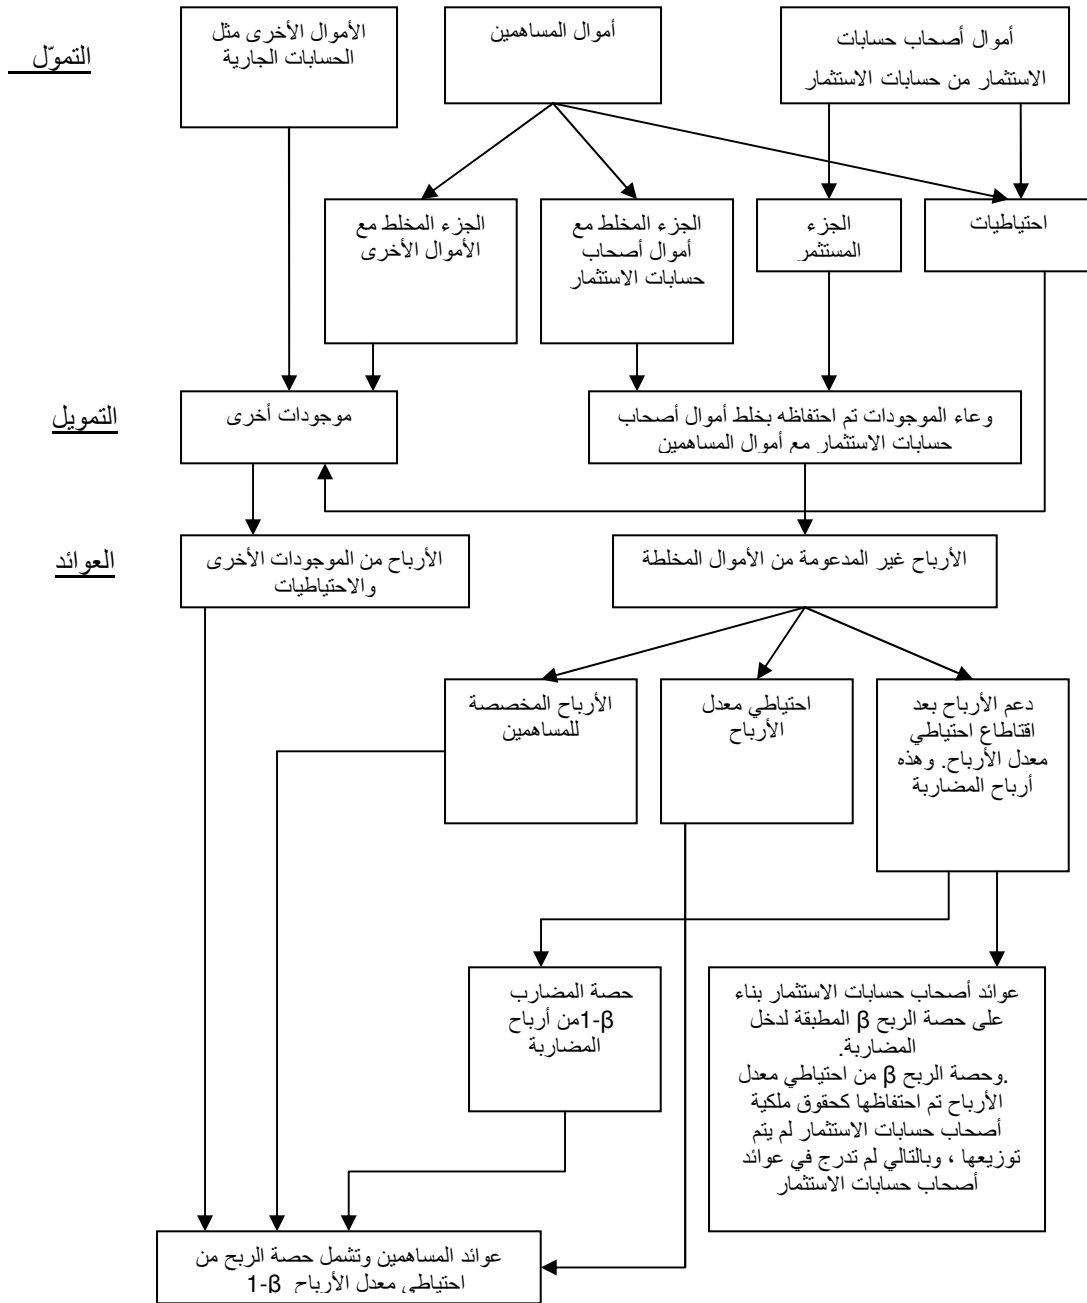 التموّل
أموال أصحاب حسابات
الاستثمار من حسابات الاستثمار
أموال المساهمين
الأموال الأخرى مثل
الحسابات الجارية
احتياطيات
الجزء
المستثمر
الجزء المخلط مع
أموال أصحاب
حسابات الاستثمار
الجزء المخلط مع
الأموال الأخرى
التمويل
وعاء الموجودات تم احتفاظه بخلط أموال أصحاب
حسابات الاستثمار مع أموال المساهمين
موجودات أخرى
العوائد
الأرباح غير المدعومة من الأموال المخلطة
الأرباح من الموجودات الأخرى
والاحتياطيات
دعم الأرباح بعد
اقتاطاع احتياطي
معدل الأرباح. وهذه
أرباح المضاربة
احتياطي معدل
الأرباح
الأرباح المخصصة
للمساهمين
عوائد أصحاب حسابات الاستثمار بناء
على حصة الربح β المطبقة لدخل
المضاربة.
.وحصة الربح β من احتياطي معدل
الأرباح تم احتفاظها كحقوق ملكية
أصحاب حسابات الاستثمار لم يتم
توزيعها ، وبالتالي لم تدرج في عوائد
أصحاب حسابات الاستثمار
حصة المضارب
1-β من أرباح
المضاربة
عوائد المساهمين وتشمل حصة الربح من
احتياطي معدل الأرباح 1-β